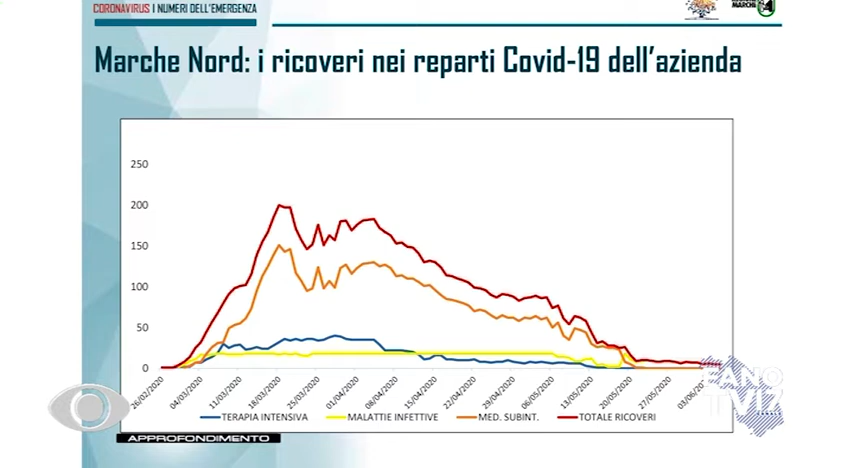 CORONAVIRUS I NUMERI DELL'EMERGENZA
MARCHE
Marche Nord: i ricoveri nei reparti Covid-19 dell'azienda
250
200
150
100
50
0
26/02/2020
04/03/2020
11/03/2020
18/03/2020
25/03/2020
01/04/2020
08/04/2020
15/04/2020
22/04/2020
29/04/2020
06/05/2020
13/05/2020
20/05/2020
27/05/2020
03/06/
TERAPIA INTENSIVA
MALATTIE INFETTIVE
MED. SUBINT.
TOTALE RICOVERI
FANO
TV
APPROFONDIMENTO